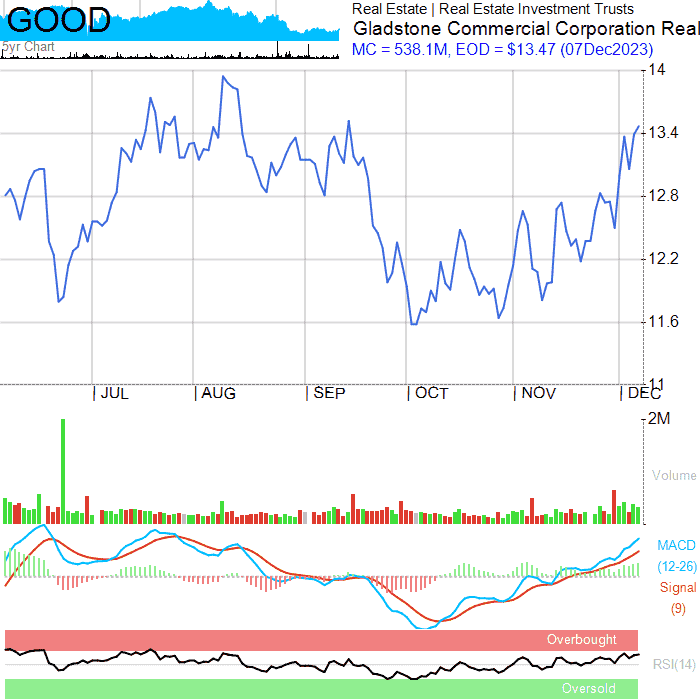 GOOD
5yr Chart
Real Estate | Real Estate Investment Trusts
Gladstone Commercial Corporation Real
MC = 538.1M, EOD = $13.47 (07Dec2023)
14
13.4
12.8
12.2
11.6
11
JUL AUG SEP OCT NOV DEC
2M
Volume
MACD
(12-26)
Signal
(9)
Overbought
RSI(14)
Oversold